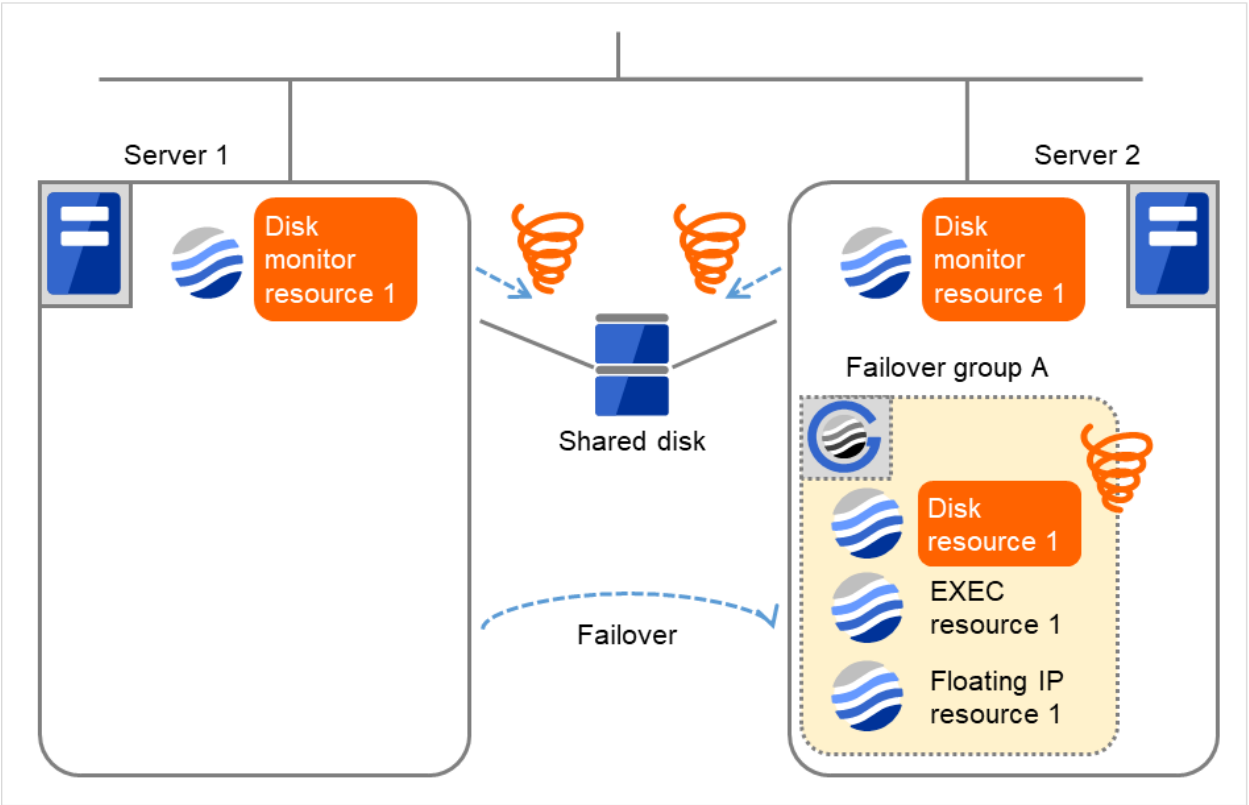 Server 1
Server 2
Disk
monitor
resource 1
Disk
monitor
resource 1
Failover group A
Shared disk
Disk
resource 1
EXEC
resource 1
Failover
Floating IP
resource 1